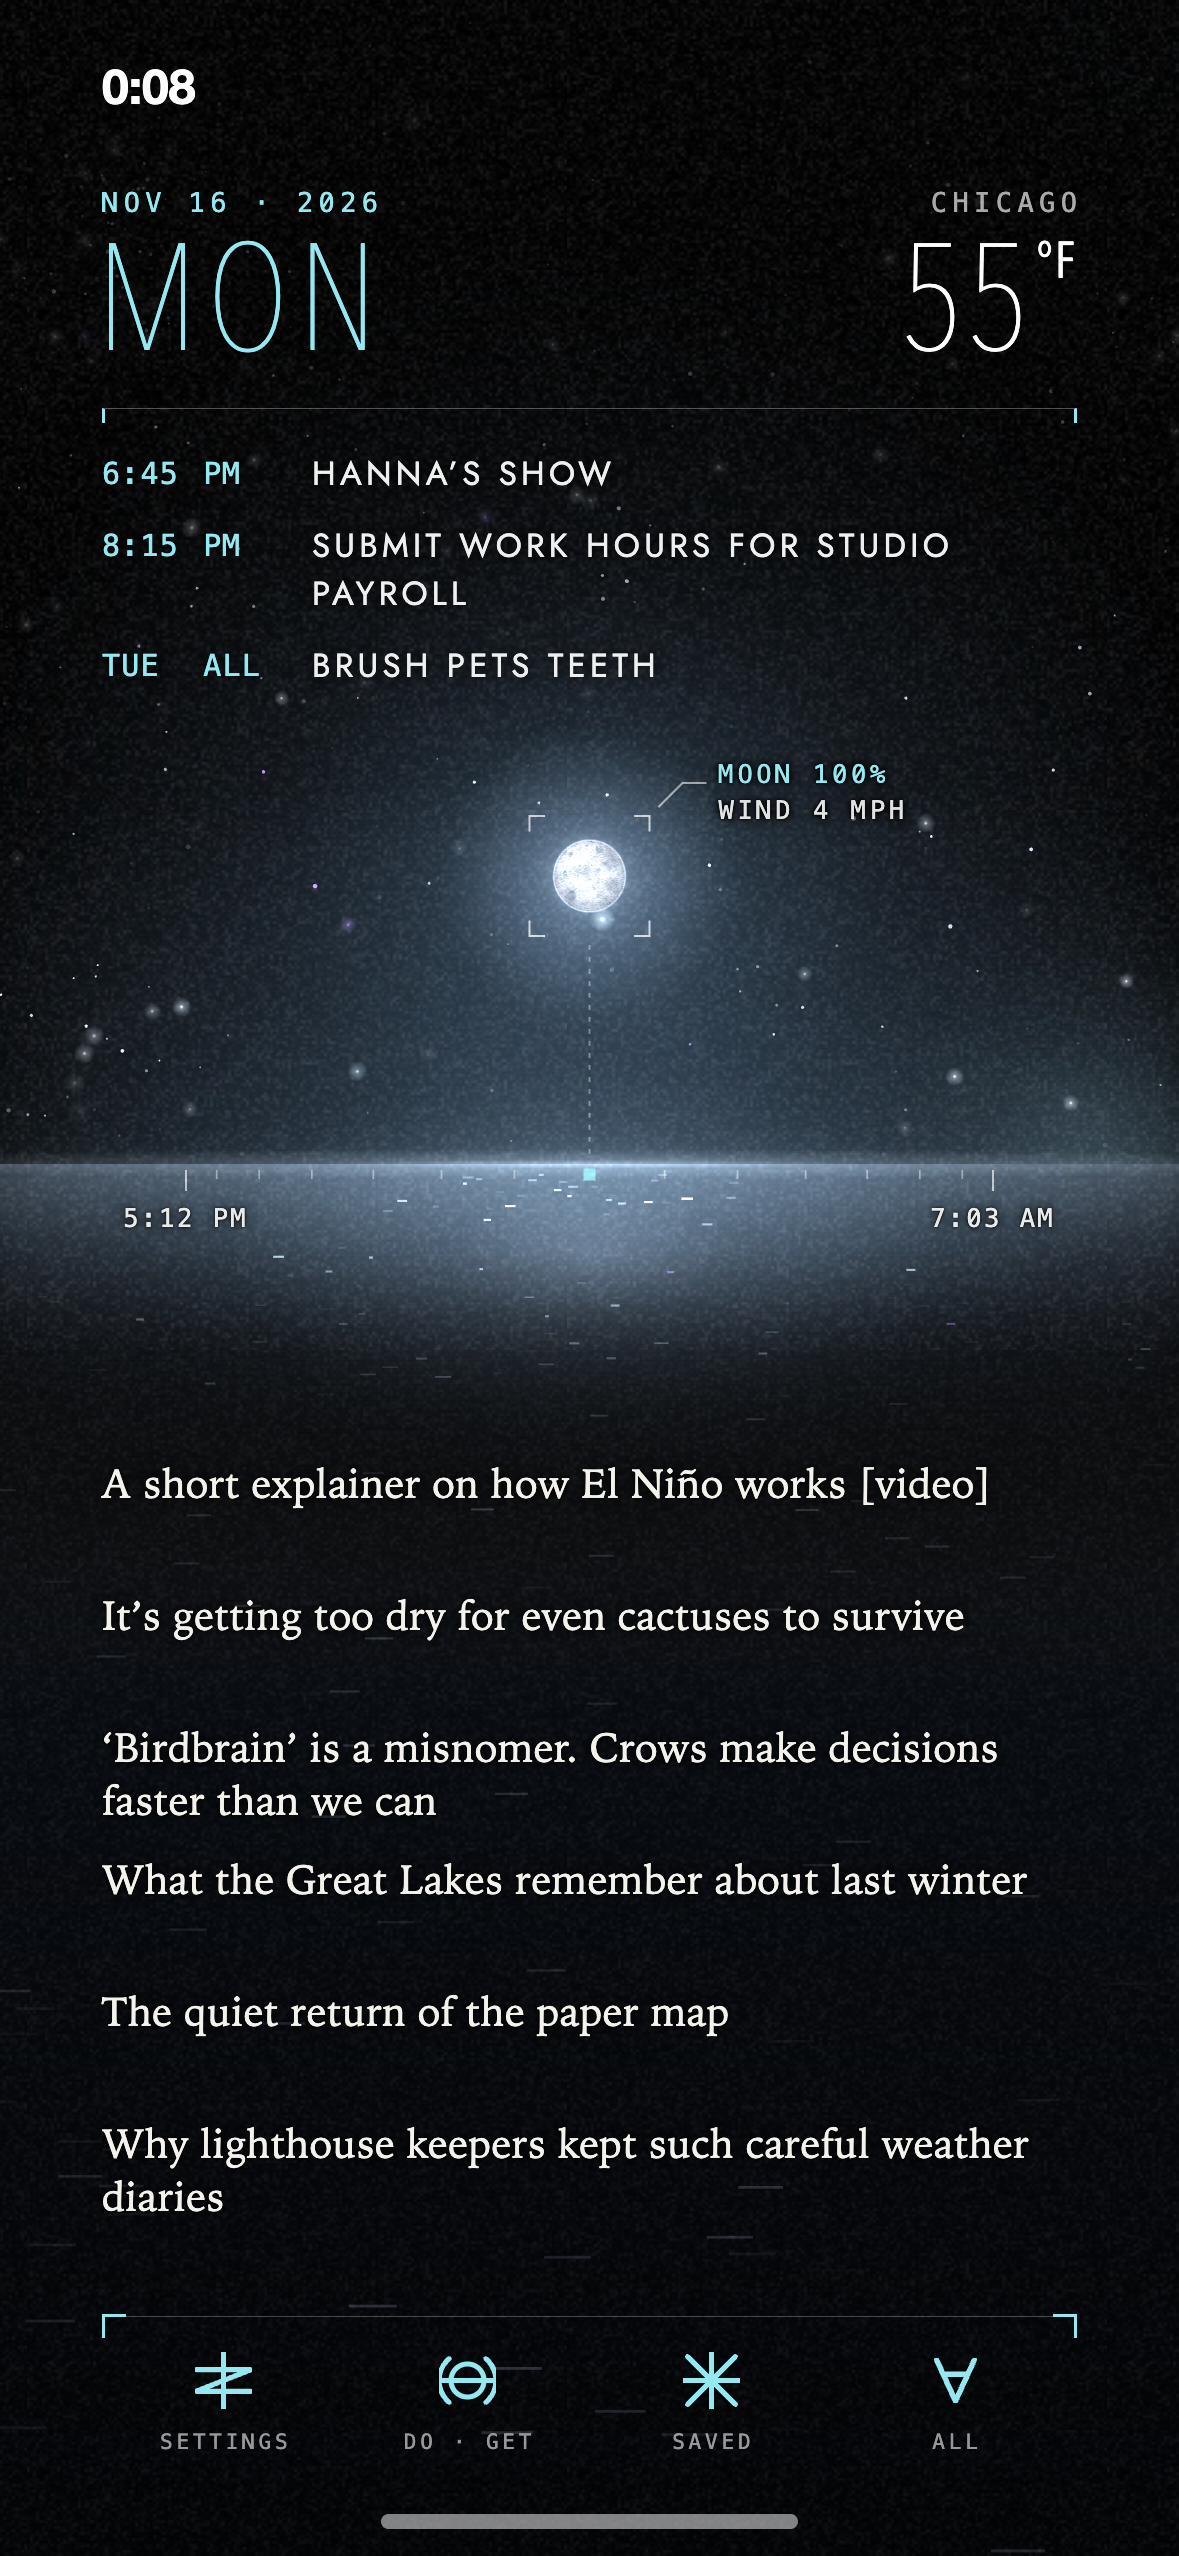 0:08
NOV 16 · 2026
CHICAGO
MON
55°F
6:45 PM HANNA’S SHOW
8:15 PM SUBMIT WORK HOURS FOR STUDIO
PAYROLL
TUE ALL BRUSH PETS TEETH
MOON 100%
WIND 4 MPH
5:12 PM
7:03 AM
A short explainer on how El Niño works [video]
It’s getting too dry for even cactuses to survive
‘Birdbrain’ is a misnomer. Crows make decisions
faster than we can
What the Great Lakes remember about last winter
The quiet return of the paper map
Why lighthouse keepers kept such careful weather
diaries
SETTINGS
DO · GET
SAVED
ALL